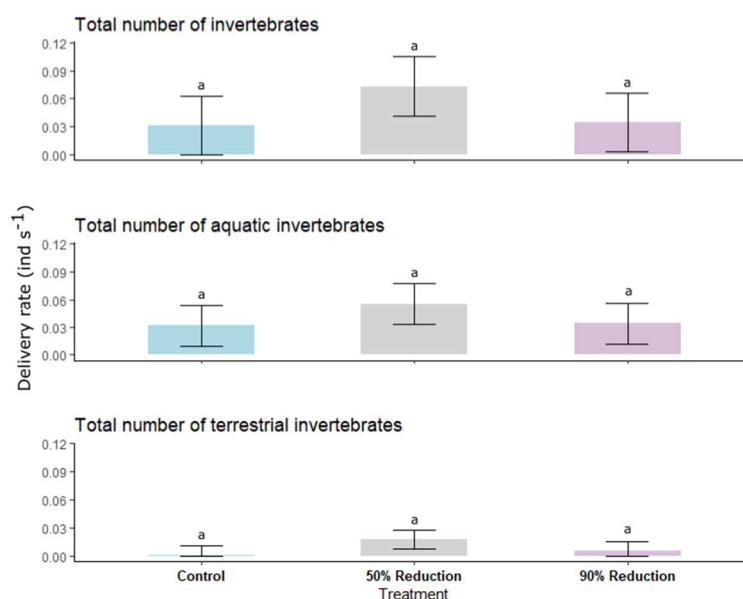 Total number of invertebrates
0.12
0.09
0.06
0.03
0.00
a
a
a
Total number of aquatic invertebrates
0.12
0.09
0.06
0.03
0.00
a
a
a
Total number of terrestrial invertebrates
0.12
0.09
0.06
0.03
0.00
a
a
a
Delivery rate (ind s⁻¹)
Control 50% Reduction 90% Reduction
Treatment